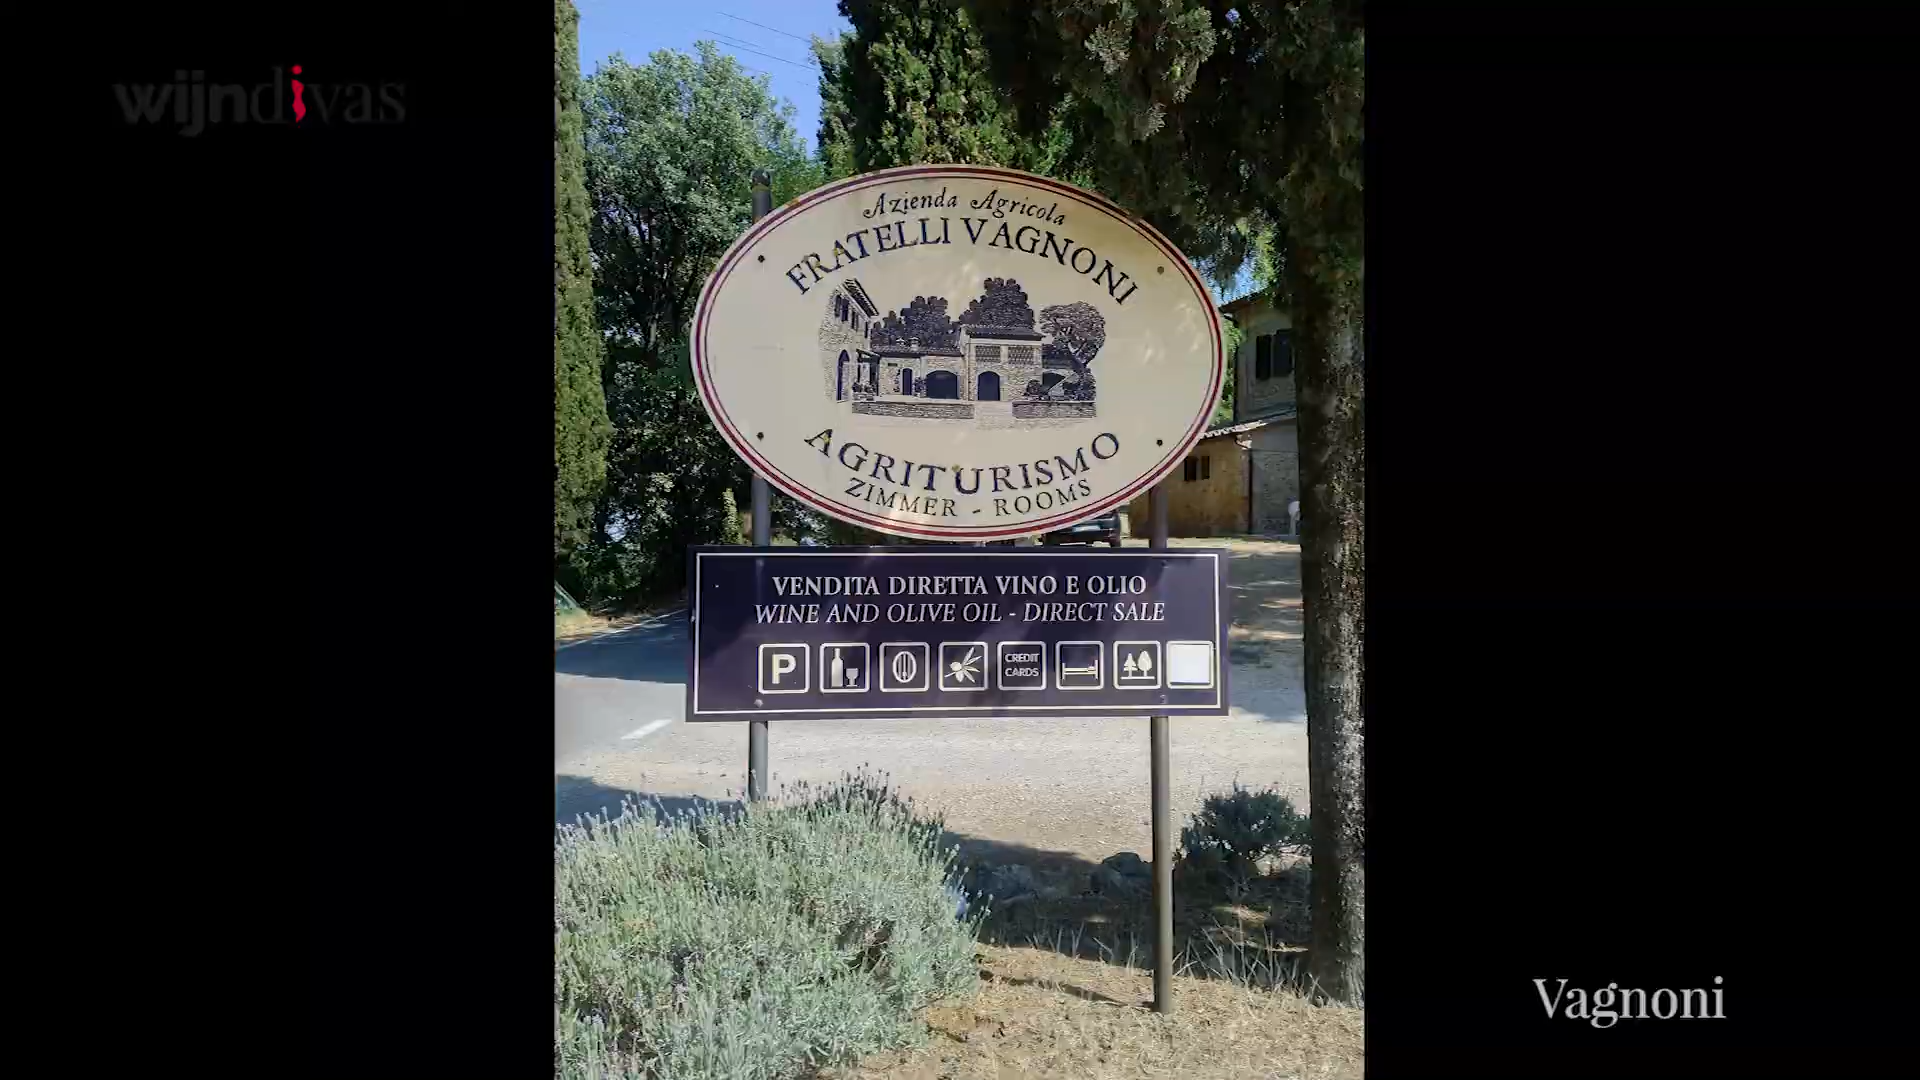 wijndivas
Azienda Agricola
FRATELLI VAGNONI
AGRITURISMO
ZIMMER - ROOMS
VENDITA DIRETTA VINO E OLIO
WINE AND OLIVE OIL - DIRECT SALE
P
CREDIT
CARDS
Vagnoni